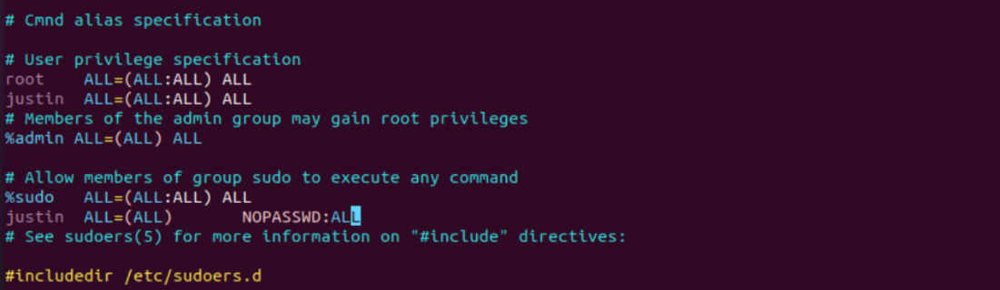 # Cmnd alias specification
# User privilege specification
root    ALL=(ALL:ALL) ALL
justin  ALL=(ALL:ALL) ALL
# Members of the admin group may gain root privileges
%admin ALL=(ALL) ALL
# Allow members of group sudo to execute any command
%sudo   ALL=(ALL:ALL) ALL
justin  ALL=(ALL)       NOPASSWD:ALL
# See sudoers(5) for more information on "#include" directives:
#includedir /etc/sudoers.d